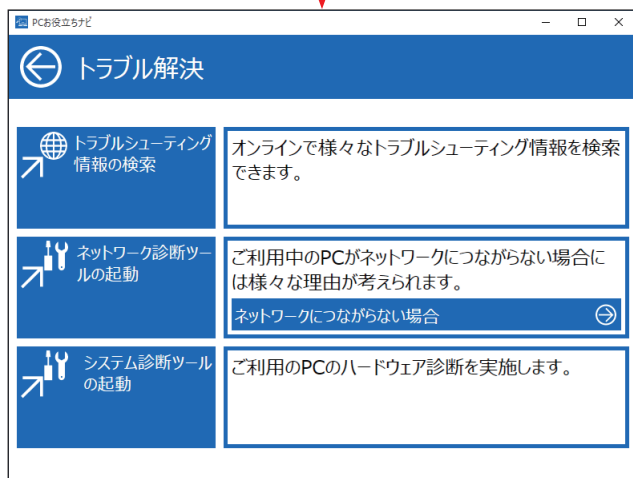 PCお役立ちナビ
トラブル解決
トラブルシューティング
情報の検索
オンラインで様々なトラブルシューティング情報を検索
できます。
ネットワーク診断ツー
ルの起動
ご利用中のPCがネットワークにつながらない場合に
は様々な理由が考えられます。
ネットワークにつながらない場合
システム診断ツール
の起動
ご利用のPCのハードウェア診断を実施します。